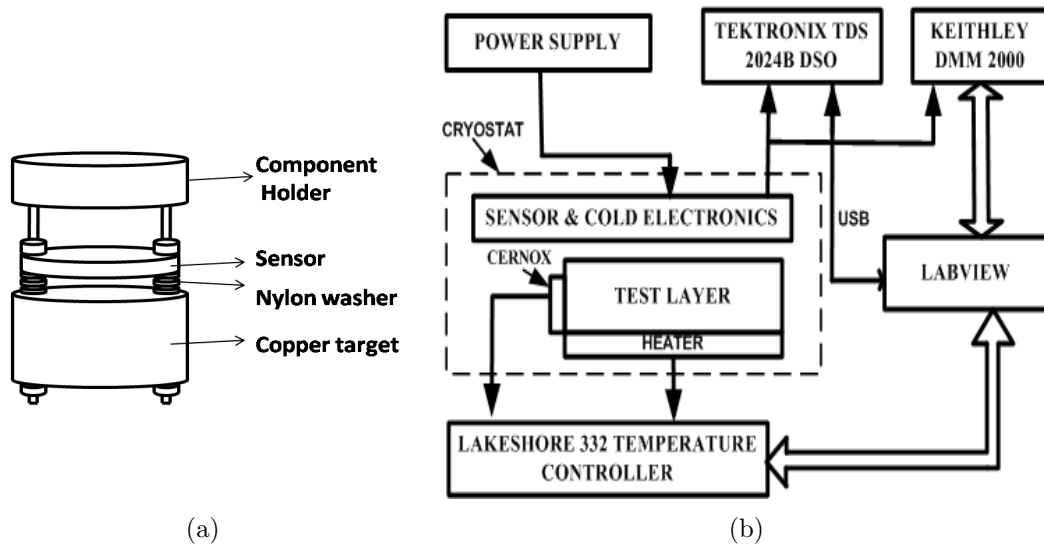 Component
Holder
Sensor
Nylon washer
Copper target
(a)
POWER SUPPLY
TEKTRONIX TDS
2024B DSO
KEITHLEY
DMM 2000
CRYOSTAT
SENSOR & COLD ELECTRONICS
USB
CERNOX
LABVIEW
TEST LAYER
HEATER
LAKESHORE 332 TEMPERATURE
CONTROLLER
(b)